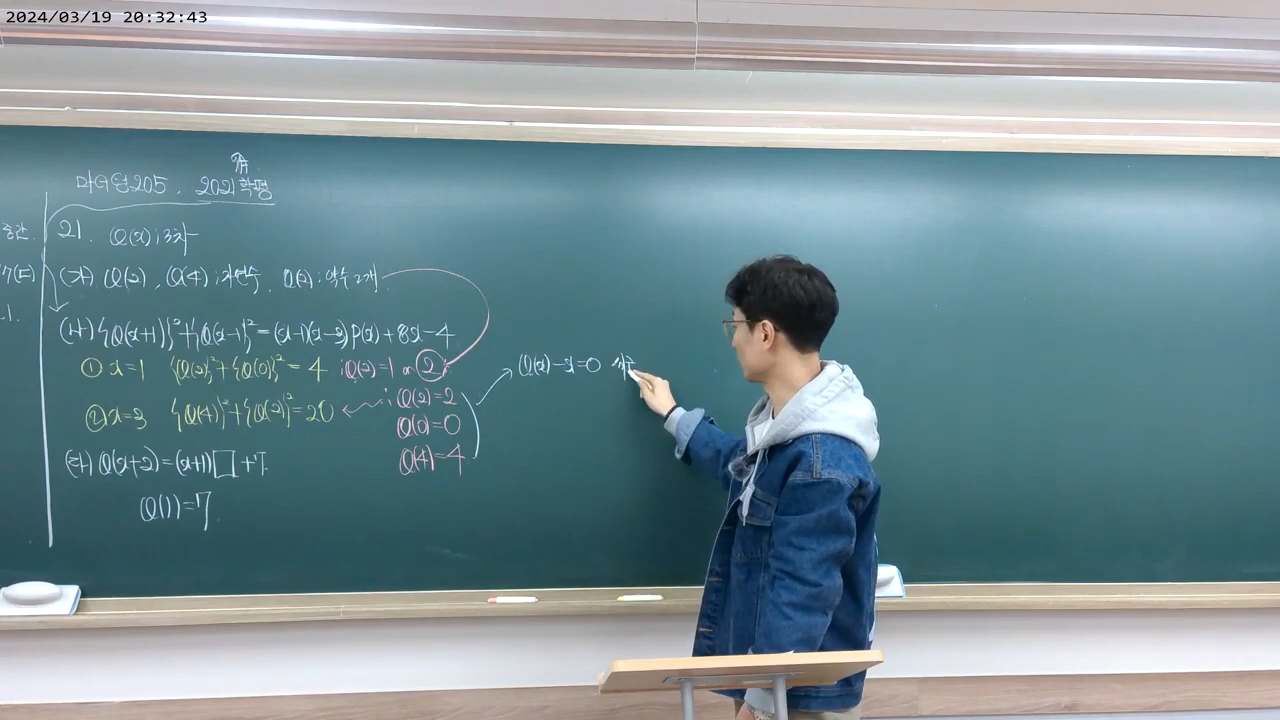 2024/03/19 20:32:43
마더텅205. 2021 학평
중간.
21. Q(x) : 3차
(가) Q(2), Q(4) : 자연수. Q(2) : 약수 2개.
(나) {Q(x+1)}²+{Q(x-1)}²=(x-1)(x-3)P(x)+8x-4
① x=1 {Q(2)}²+{Q(0)}²=4 ; Q(2)=1 or 2
Q(x)-x=0
② x=3 {Q(4)}²+{Q(2)}²=20
; Q(2)=2
Q(0)=0
Q(4)=4
(다) Q(x+2)=(x+1)□+7.
Q(1)=7